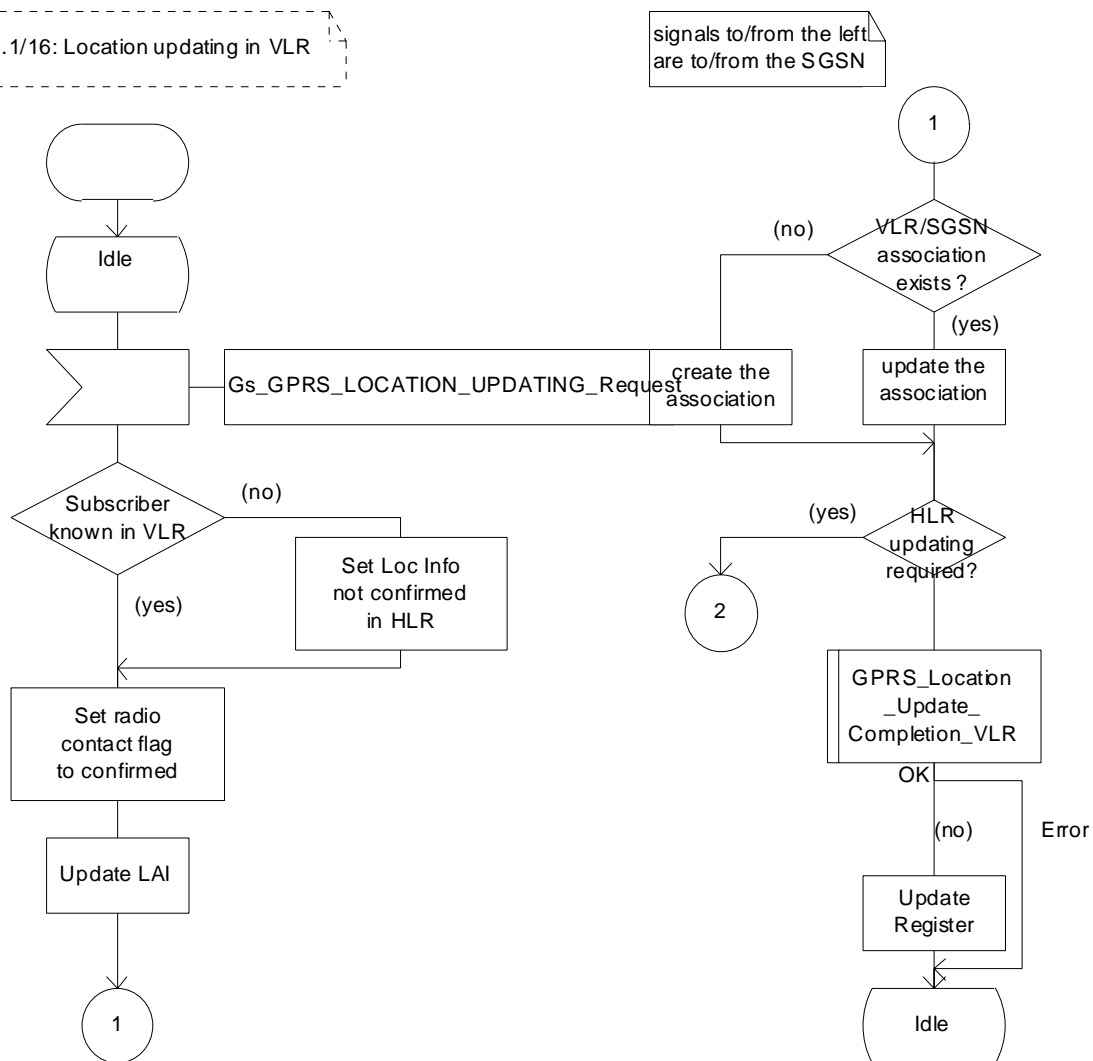 .1/16: Location updating in VLR
signals to/from the left
are to/from the SGSN
Idle
Gs_GPRS_LOCATION_UPDATING_Request
Subscriber
known in VLR
(no)
(yes)
Set Loc Info
not confirmed
in HLR
Set radio
contact flag
to confirmed
Update LAI
1
1
VLR/SGSN
association
exists ?
(no)
(yes)
create the
association
update the
association
HLR
updating
required?
(yes)
2
GPRS_Location
_Update_
Completion_VLR
OK
(no)
Error
Update
Register
Idle